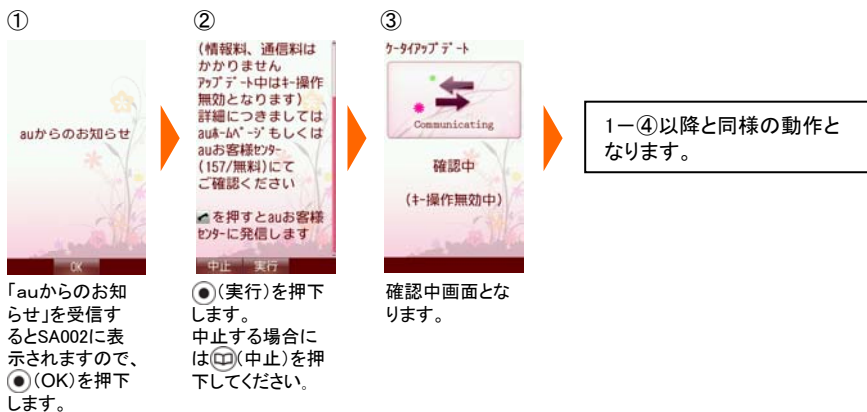 ①
auからのお知らせ
OK
「auからのお知
らせ」を受信す
るとSA002に表
示されますので、
(OK)を押下
します。
②
(情報料、通信料は
かかりません
ｱｯﾌﾟﾃﾞｰﾄ中はｷｰ操作
無効となります)
詳細につきましては
auﾎｰﾑﾍﾟｰｼﾞもしくは
auお客様ｾﾝﾀｰ
(157/無料)にて
ご確認ください
を押すとauお客様
ｾﾝﾀｰに発信します
中止 実行
(実行)を押下
します。
中止する場合に
は(中止)を押
下してください。
③
ｹｰﾀｲｱｯﾌﾟﾃﾞｰﾄ
Communicating
確認中
(ｷｰ操作無効中)
確認中画面とな
ります。
1－④以降と同様の動作と
なります。